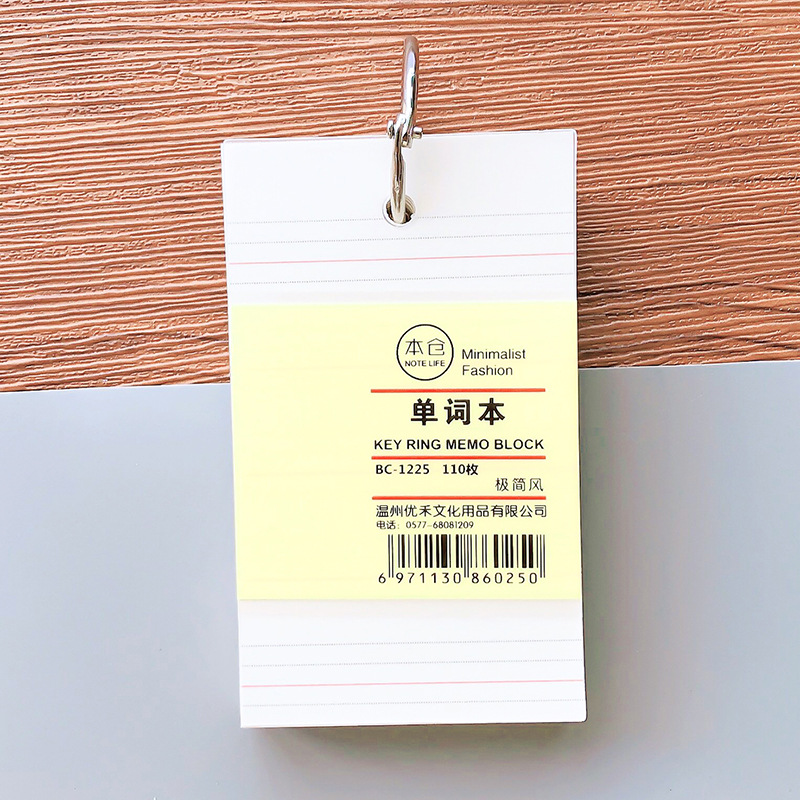 本仓
NOTE LIFE
Minimalist
Fashion
单词本
KEY RING MEMO BLOCK
BC-1225 110枚
极简风
温州优禾文化用品有限公司
电话: 0577-68081209
6 971130 860250